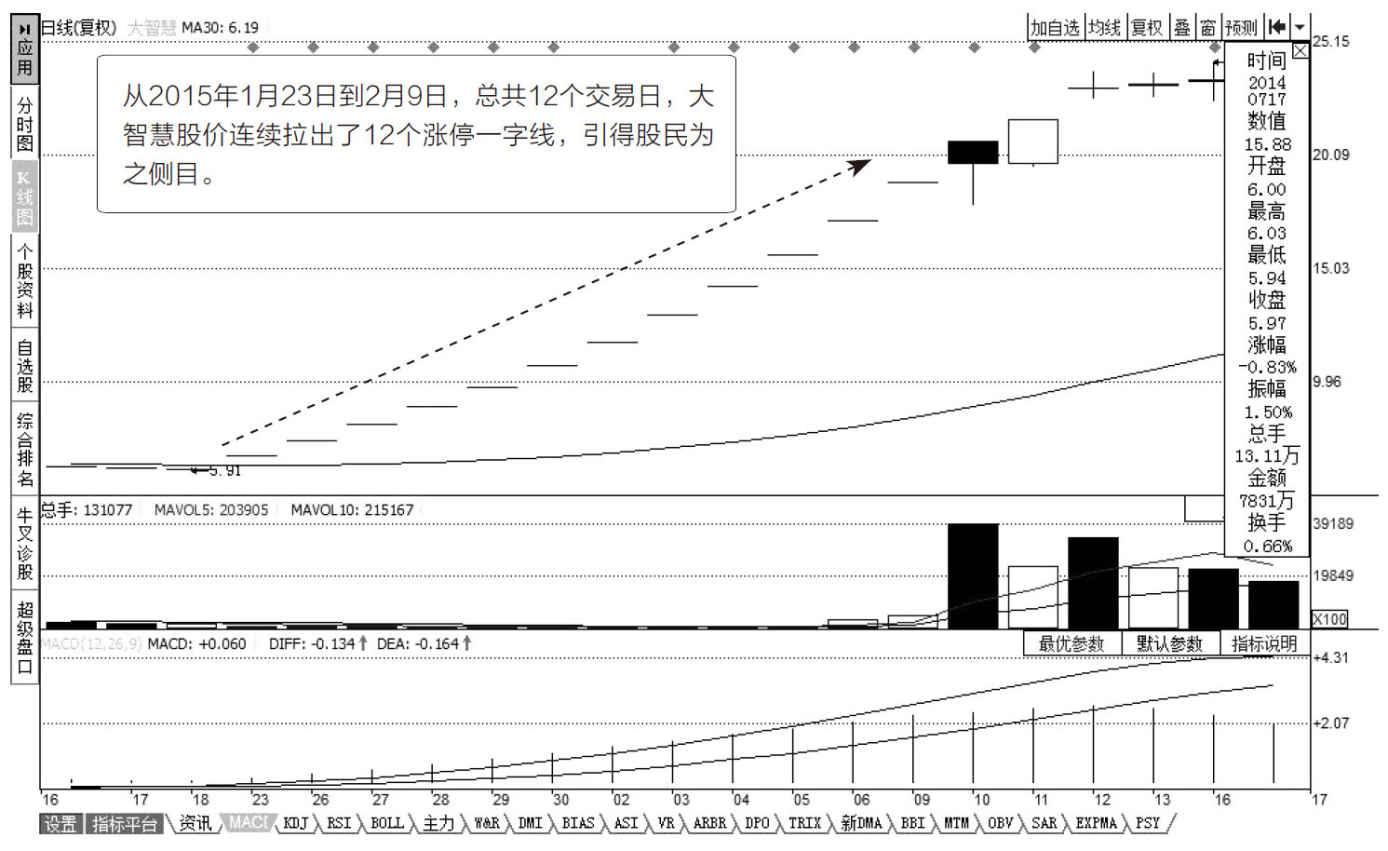 应用
分时图
K线图
个股资料
自选股
综合排名
牛叉诊股
超级盘口
日线(复权) 大智慧 MA30: 6.19
加自选 均线 复权 叠 窗 预测
从2015年1月23日到2月9日，总共12个交易日，大
智慧股价连续拉出了12个涨停一字线，引得股民为
之侧目。
25.15
20.09
15.03
9.96
5.91
时间
2014
0717
数值
15.88
开盘
6.00
最高
6.03
最低
5.94
收盘
5.97
涨幅
-0.83%
振幅
1.50%
总手
13.11万
金额
7831万
换手
0.66%
总手: 131077 MAVOL5: 203905 MAVOL10: 215167
39189
19849
X100
MACD(12,26,9) MACD: +0.060 DIFF: -0.134↑ DEA: -0.164↑
最优参数 默认参数 指标说明
+4.31
+2.07
16 17 18 23 26 27 28 29 30 02 03 04 05 06 09 10 11 12 13 16 17
设置 指标平台 资讯 MACD KDJ RSI BOLL 主力 W&R DMI BIAS ASI VR ARBR DPO TRIX 新DMA BBI MTM OBV SAR EXPMA PSY